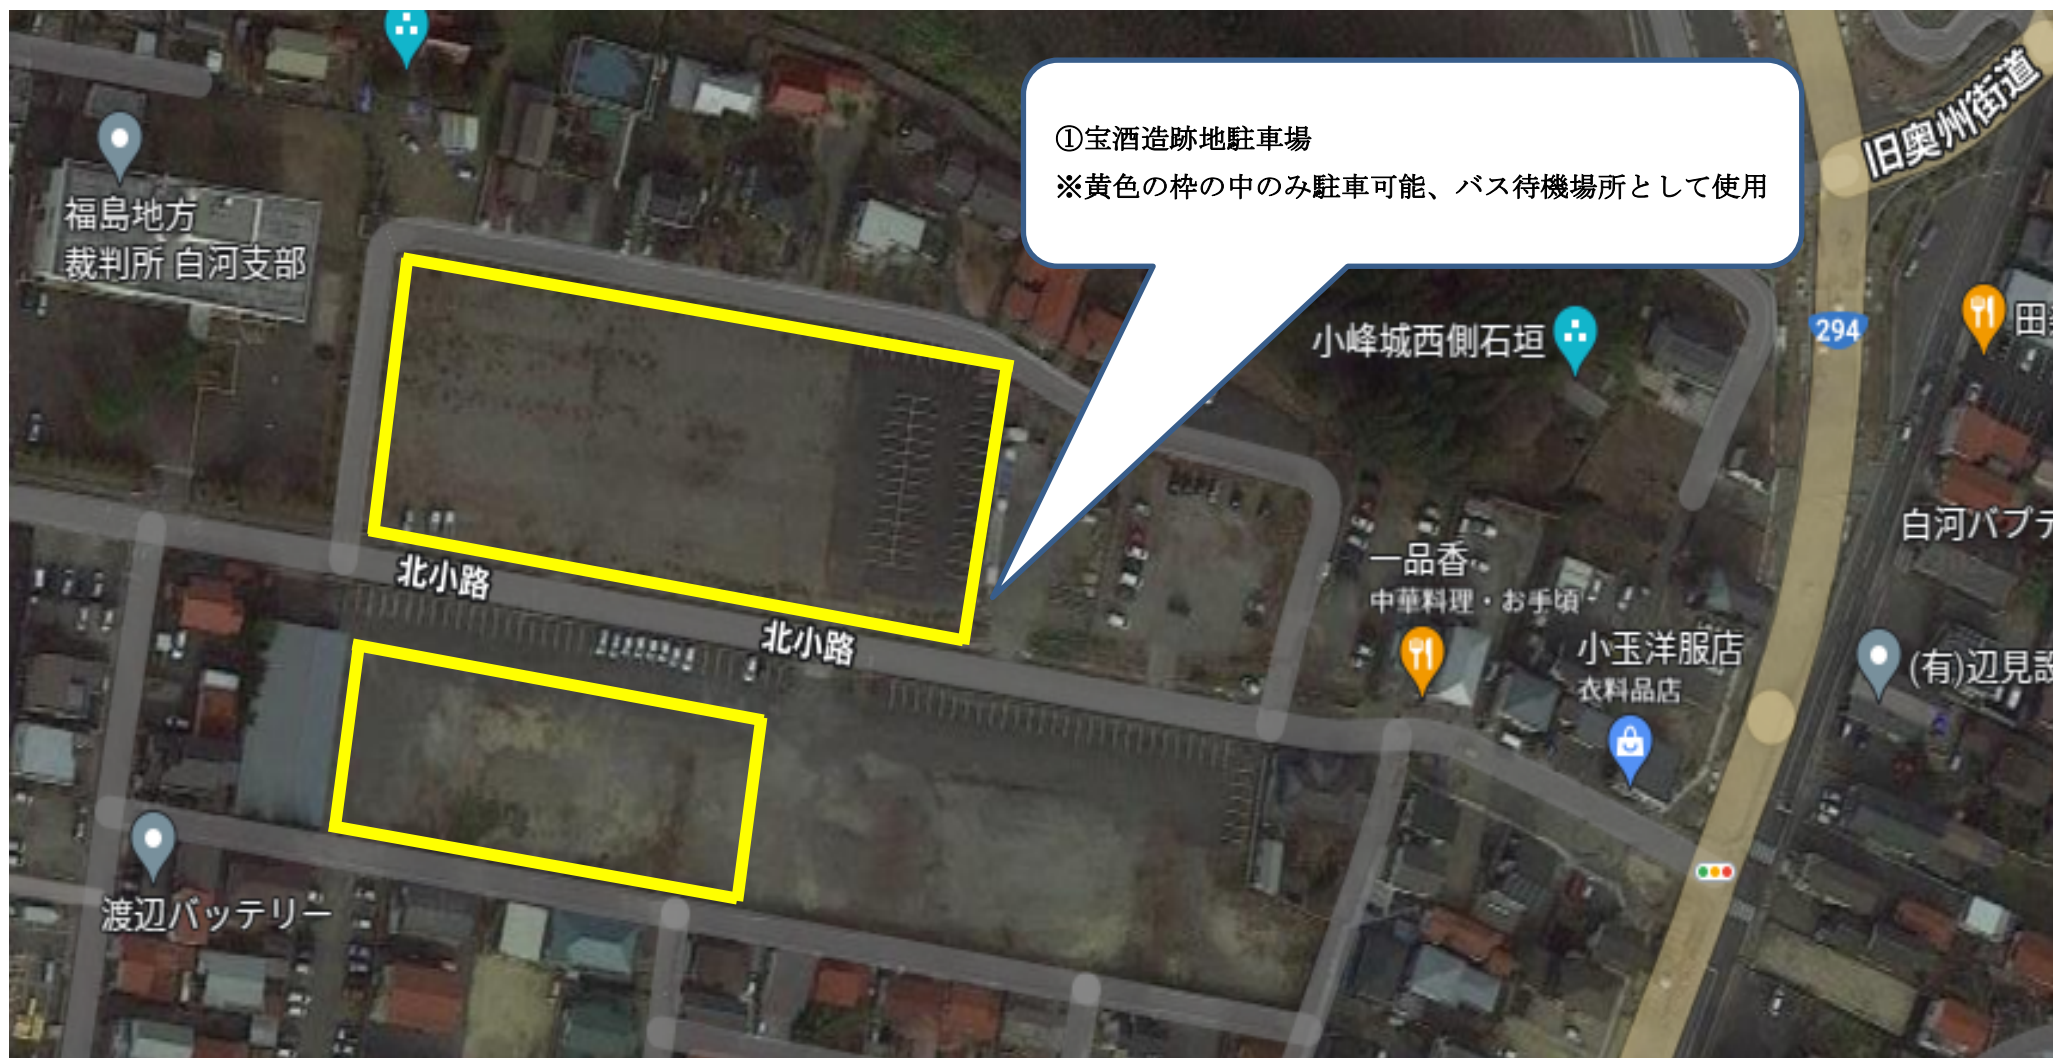 ①宝酒造跡地駐車場
※黄色の枠の中のみ駐車可能、バス待機場所として使用
旧奥州街道
福島地方
裁判所 白河支部
小峰城西側石垣
294
田
白河バプテ
北小路
北小路
一品香
中華料理・お手頃
小玉洋服店
衣料品店
(有)辺見設
渡辺バッテリー